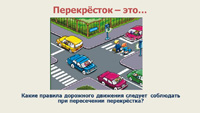 Перекрёсток – это…
Какие правила дорожного движения следует соблюдать
при пересечении перекрёстка?